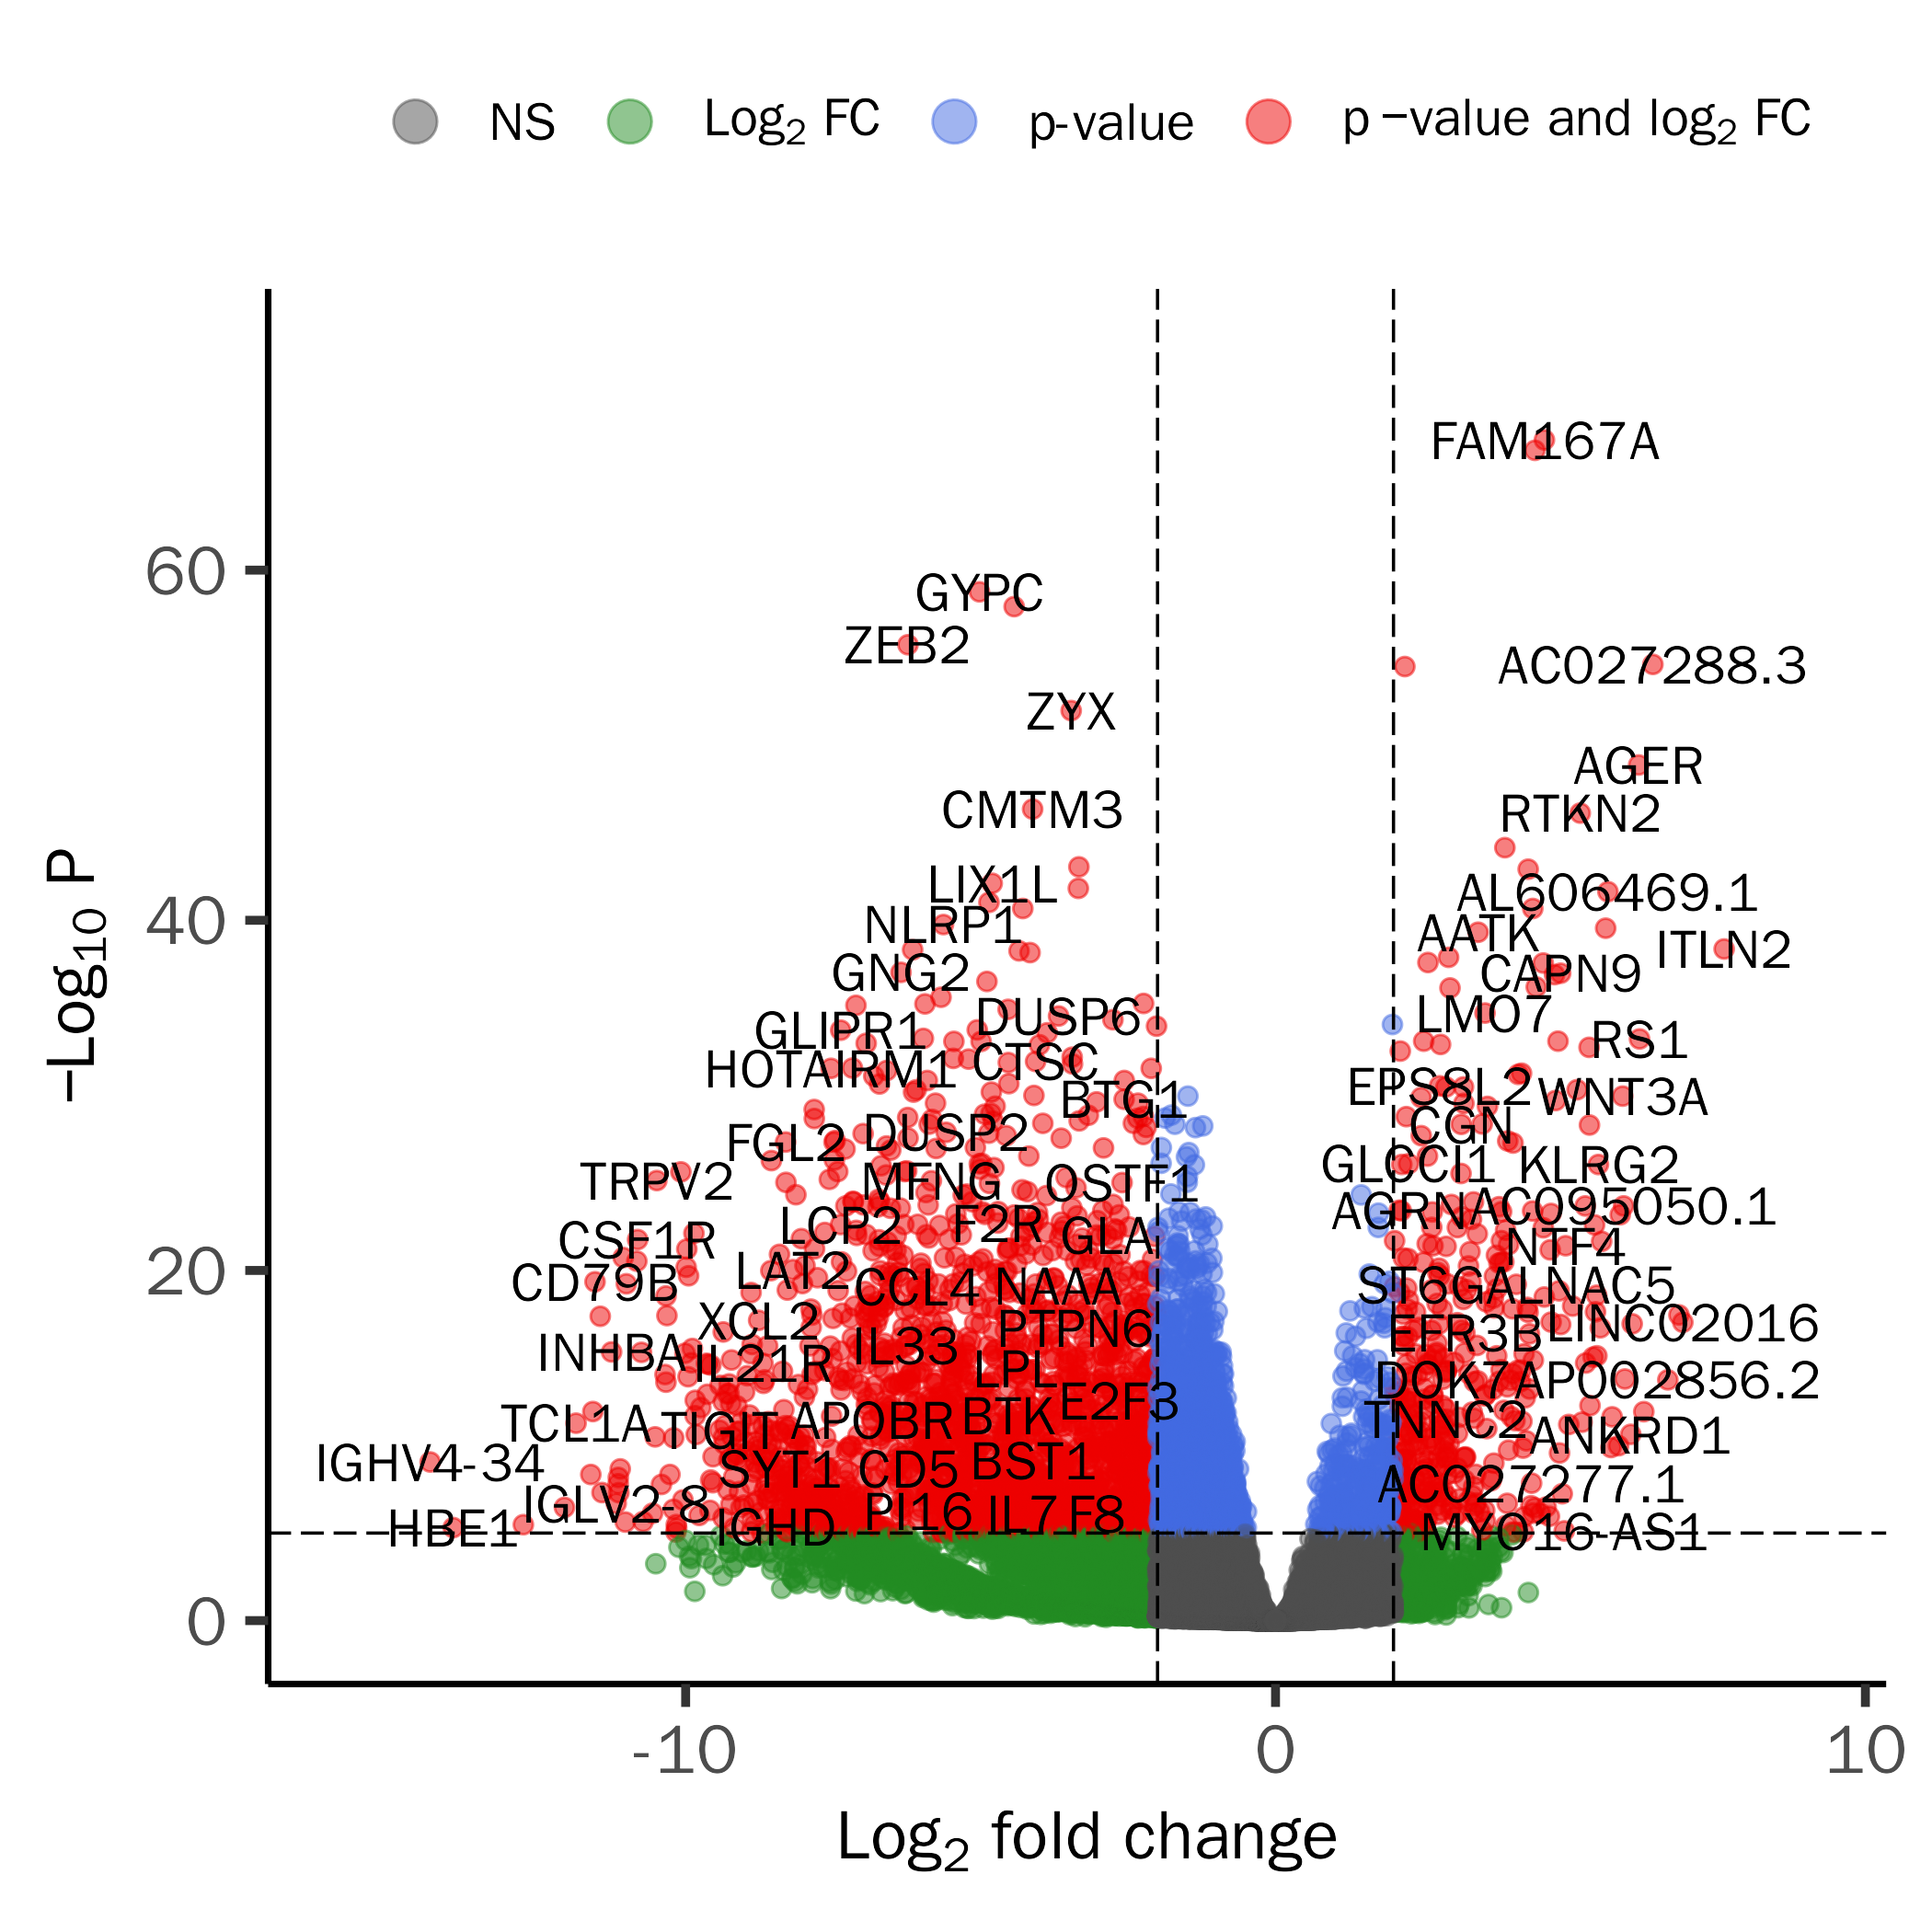 NS Log2 FC p-value p −value and log2 FC
FAM167A
60
GYPC
ZEB2
AC027288.3
ZYX
AGER
CMTM3
RTKN2
LIX1L
AL606469.1
40
NLRP1
AATK
ITLN2
GNG2
CAPN9
DUSP6
LMO7
GLIPR1
RS1
HOTAIRM1
CTSC
EPS8L2
BTG1
WNT3A
DUSP2
CGN
FGL2
GLCCI1
KLRG2
TRPV2
MFNG
OSTF1
AGRN
AC095050.1
LCP2
F2R
CSF1R
GLA
NTF4
20
LAT2
CD79B
CCL4
NAAA
ST6GALNAC5
XCL2
PTPN6
EFR3B
LINC02016
INHBA
IL33
IL21R
LPL
DOK7
AP002856.2
E2F3
TCL1A
TIGIT
APOBR
BTK
TNNC2
ANKRD1
IGHV4-34
SYT1
CD5
BST1
AC027277.1
IGLV2-8
PI16
IL7
F8
HBE1
IGHD
MYO16-AS1
0
−Log10 P
-10
0
10
Log2 fold change